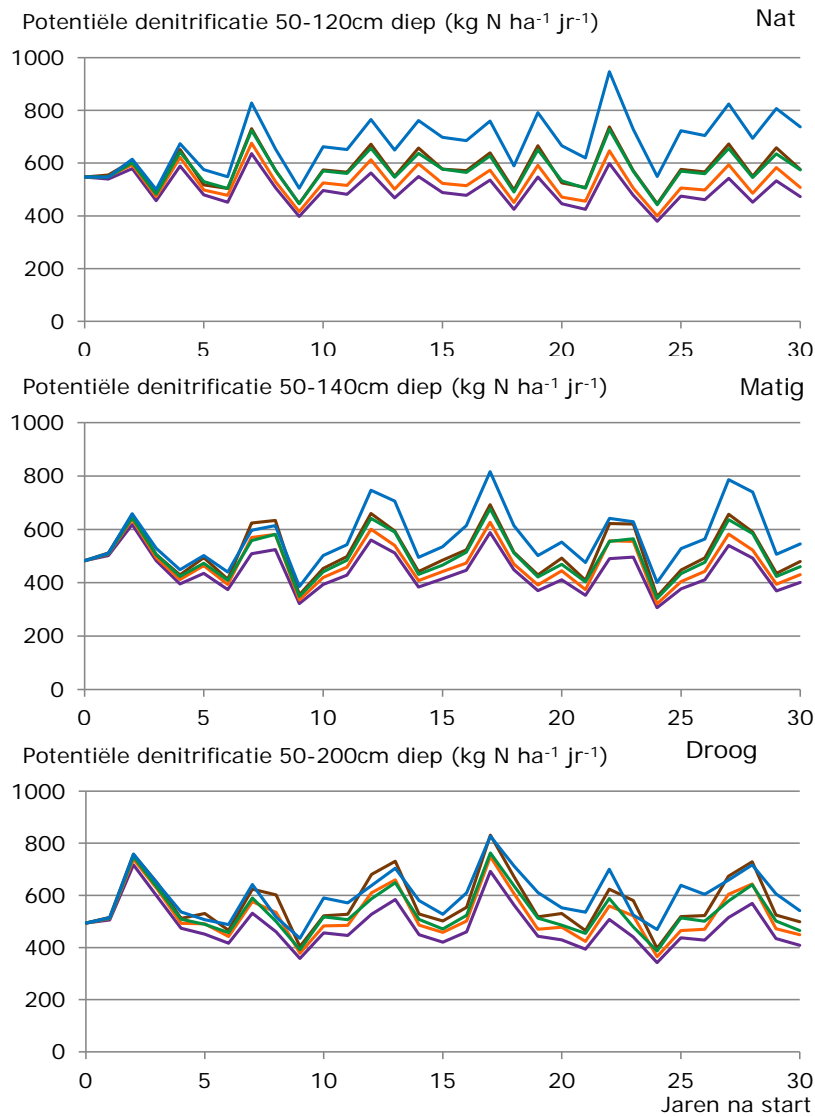 Potentiële denitrificatie 50-120cm diep (kg N ha-1 jr-1) Nat
1000
800
600
400
200
0
0 5 10 15 20 25 30
Potentiële denitrificatie 50-140cm diep (kg N ha-1 jr-1) Matig
1000
800
600
400
200
0
0 5 10 15 20 25 30
Potentiële denitrificatie 50-200cm diep (kg N ha-1 jr-1) Droog
1000
800
600
400
200
0
0 5 10 15 20 25 30
Jaren na start